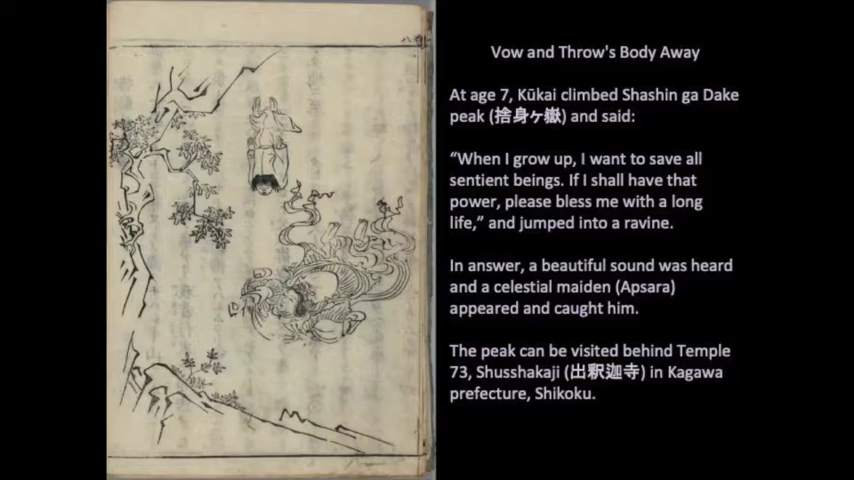 Vow and Throw's Body Away
At age 7, Kūkai climbed Shashin ga Dake
peak (捨身ヶ嶽) and said:
“When I grow up, I want to save all
sentient beings. If I shall have that
power, please bless me with a long
life,” and jumped into a ravine.
In answer, a beautiful sound was heard
and a celestial maiden (Apsara)
appeared and caught him.
The peak can be visited behind Temple
73, Shusshakaji (出釈迦寺) in Kagawa
prefecture, Shikoku.